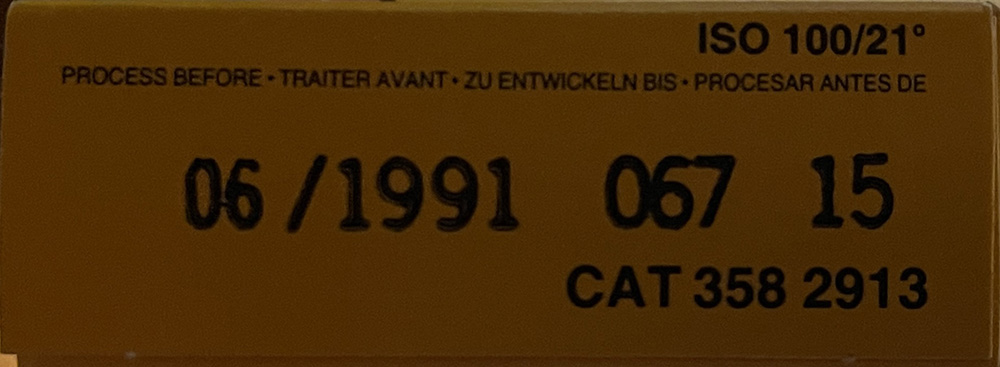 ISO 100/21°
PROCESS BEFORE • TRAITER AVANT • ZU ENTWICKELN BIS • PROCESAR ANTES DE
06/1991 067 15
CAT 358 2913